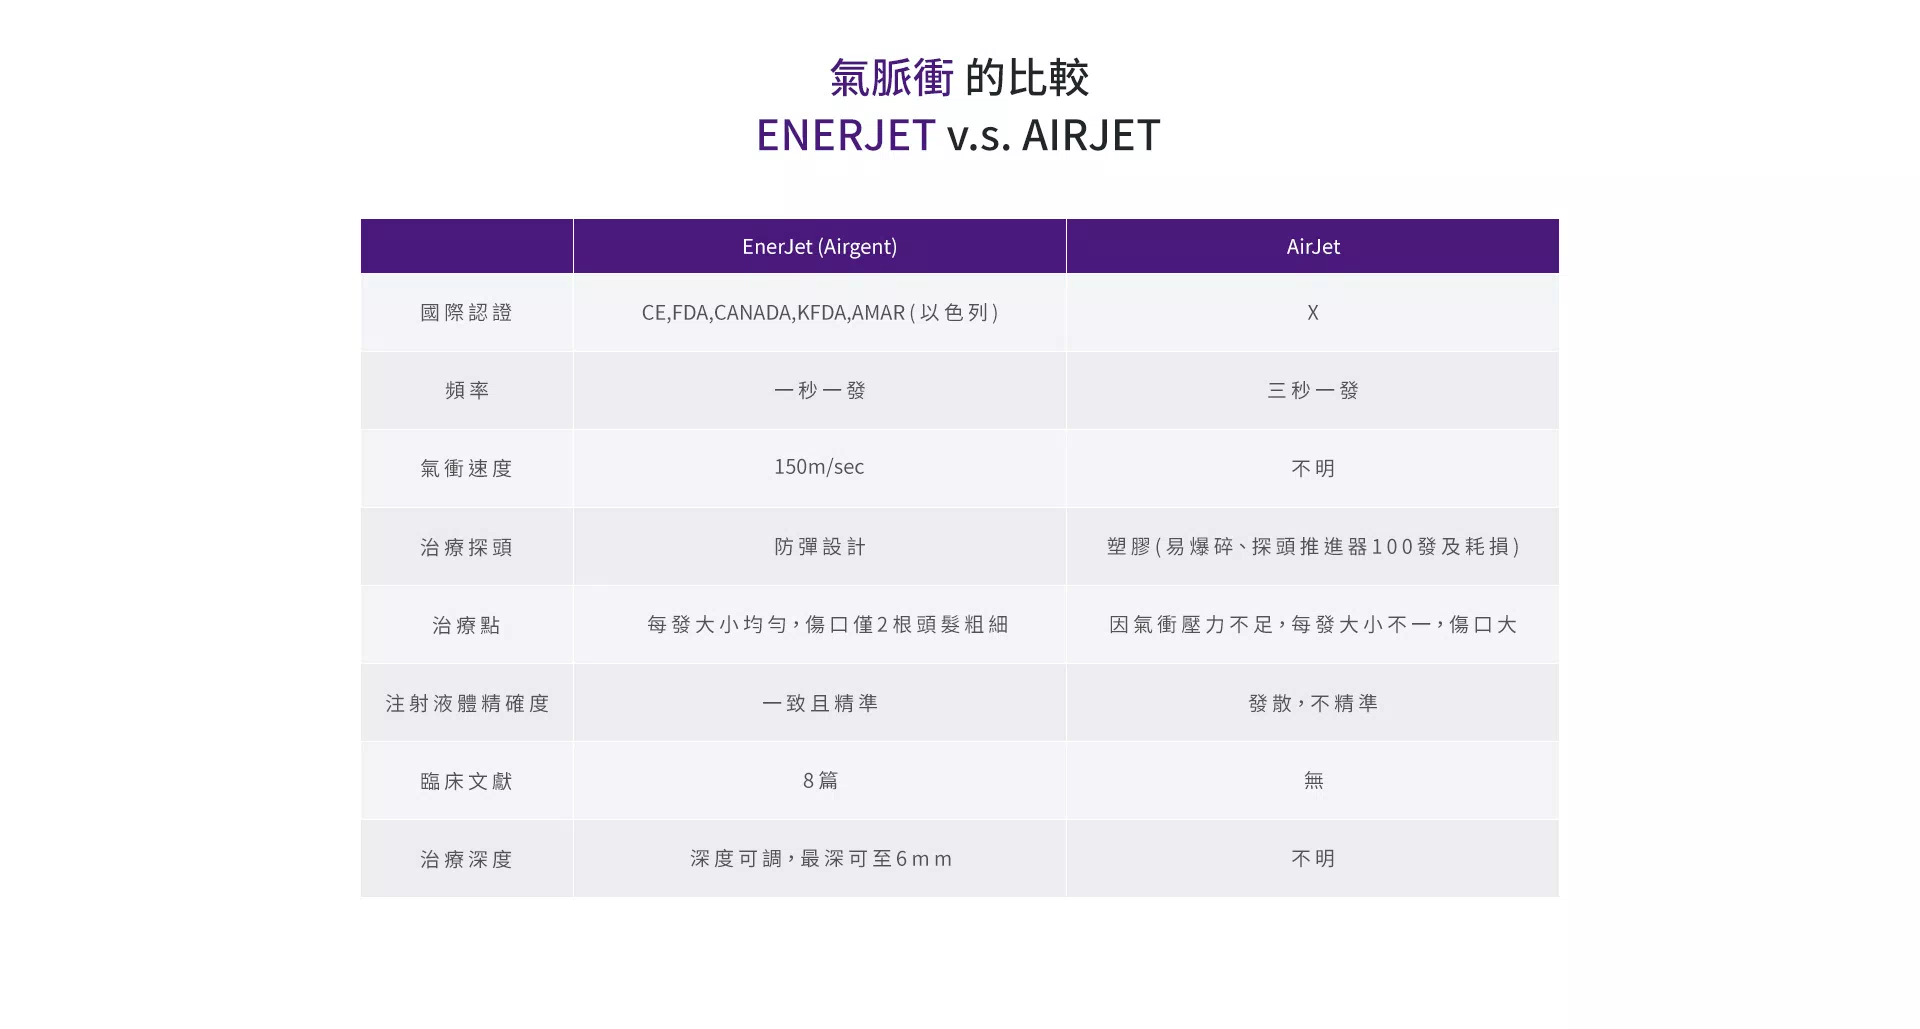 氣脈衝 的比較
ENERJET v.s. AIRJET
EnerJet (Airgent) AirJet
國際認證 CE,FDA,CANADA,KFDA,AMAR(以色列) X
頻率 一秒一發 三秒一發
氣衝速度 150m/sec 不明
治療探頭 防彈設計 塑膠(易爆碎、探頭推進器100發及耗損)
治療點 每發大小均勻，傷口僅2根頭髮粗細 因氣衝壓力不足，每發大小不一，傷口大
注射液體精確度 一致且精準 發散，不精準
臨床文獻 8篇 無
治療深度 深度可調，最深可至6mm 不明